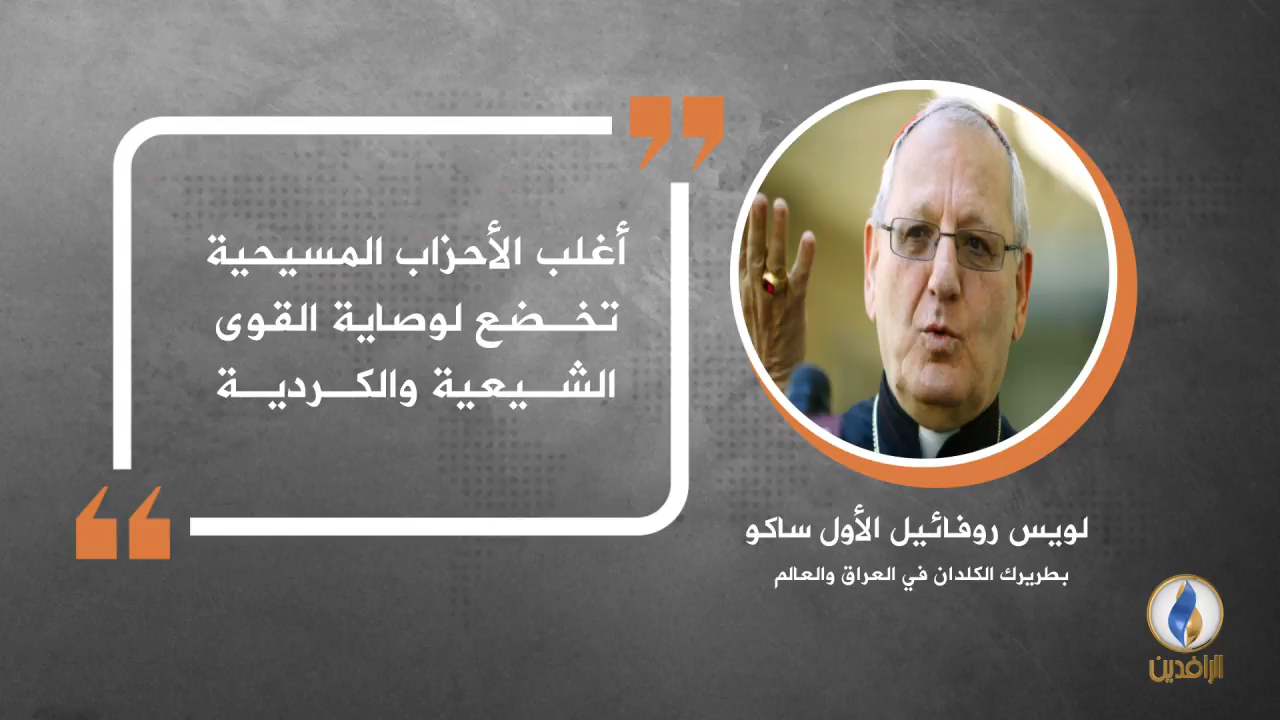 أغلب الأحزاب المسيحية
تخضع لوصاية القوى
الشيعية والكردية
لويس روفائيل الأول ساكو
بطريرك الكلدان في العراق والعالم
الرافدين